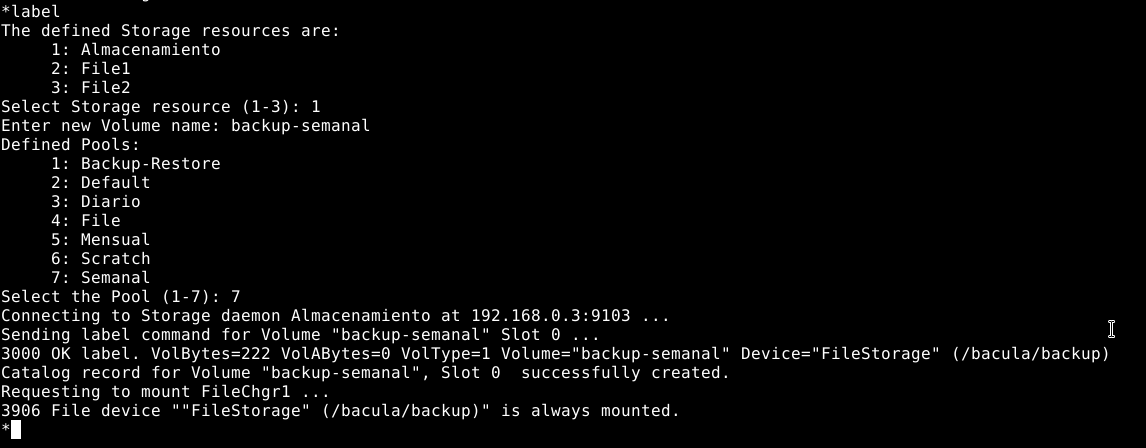 *label
The defined Storage resources are:
     1: Almacenamiento
     2: File1
     3: File2
Select Storage resource (1-3): 1
Enter new Volume name: backup-semanal
Defined Pools:
     1: Backup-Restore
     2: Default
     3: Diario
     4: File
     5: Mensual
     6: Scratch
     7: Semanal
Select the Pool (1-7): 7
Connecting to Storage daemon Almacenamiento at 192.168.0.3:9103 ...
Sending label command for Volume "backup-semanal" Slot 0 ...
3000 OK label. VolBytes=222 VolABytes=0 VolType=1 Volume="backup-semanal" Device="FileStorage" (/bacula/backup)
Catalog record for Volume "backup-semanal", Slot 0  successfully created.
Requesting to mount FileChgr1 ...
3906 File device ""FileStorage" (/bacula/backup)" is always mounted.
*